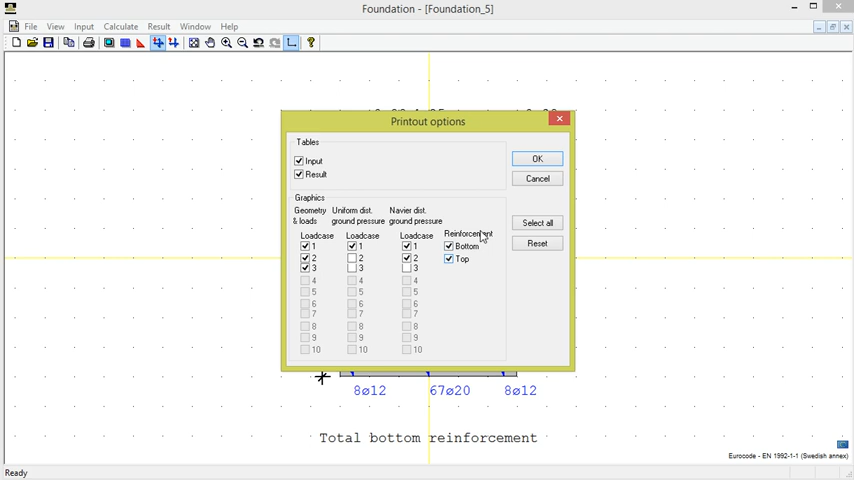 Foundation - [Foundation_5]
File View Input Calculate Result Window Help
Printout options
Tables
Input
Result
OK
Cancel
Select all
Reset
Graphics
Geometry & loads
Uniform dist. ground pressure
Navier dist. ground pressure
Reinforcement
Loadcase Loadcase Loadcase
1 1 1 Bottom
2 2 2 Top
3 3 3
4 4 4
5 5 5
6 6 6
7 7 7
8 8 8
9 9 9
10 10 10
8ø12 67ø20 8ø12
Total bottom reinforcement
Eurocode - EN 1992-1-1 (Swedish annex)
Ready